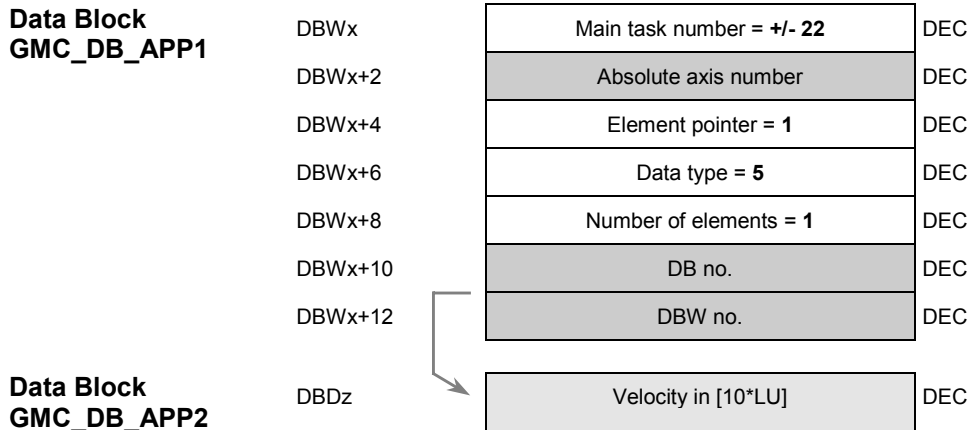 Data Block
GMC_DB_APP1
DBWx Main task number = +/- 22 DEC
DBWx+2 Absolute axis number DEC
DBWx+4 Element pointer = 1 DEC
DBWx+6 Data type = 5 DEC
DBWx+8 Number of elements = 1 DEC
DBWx+10 DB no. DEC
DBWx+12 DBW no. DEC
Data Block
GMC_DB_APP2
DBDz Velocity in [10*LU] DEC